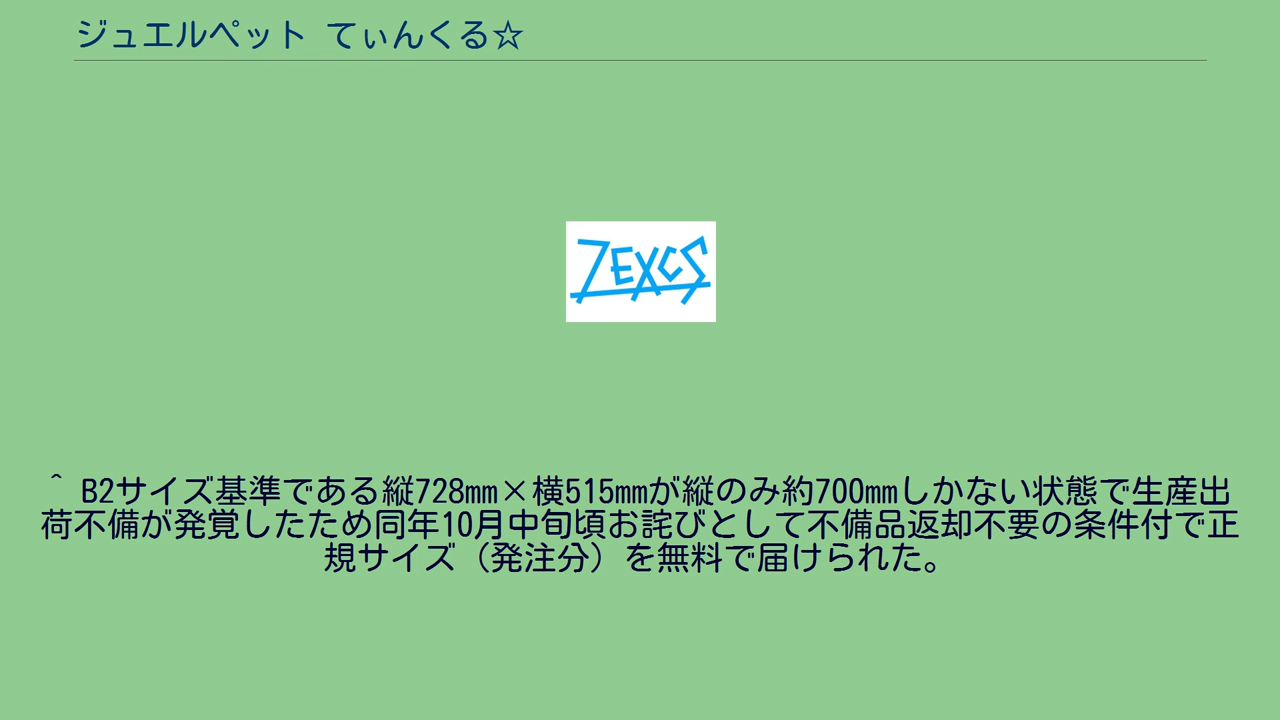 ジュエルペット てぃんくる☆
ZEXCS
^ B2サイズ基準である縦728mm×横515mmが縦のみ約700mmしかない状態で生産出
荷不備が発覚したため同年10月中旬頃お詫びとして不備品返却不要の条件付で正
規サイズ（発注分）を無料で届けられた。